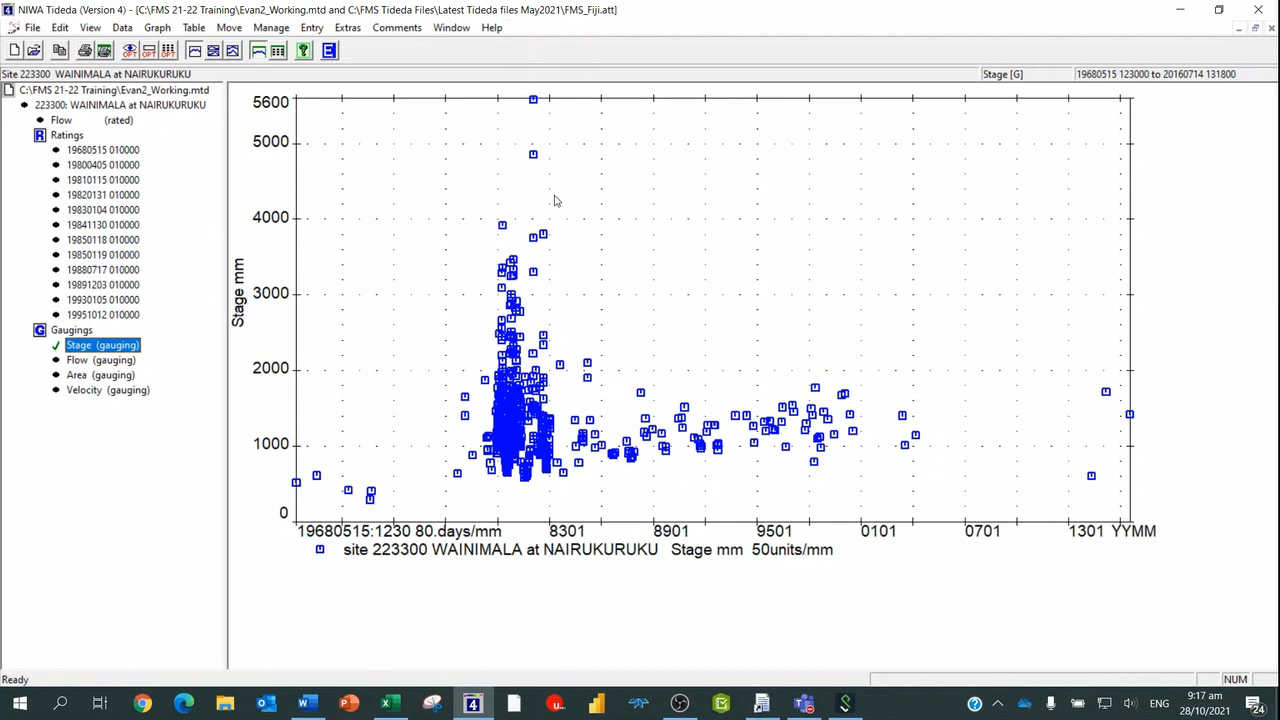 NIWA Tideda (Version 4) - [C:\FMS 21-22 Training\Evan2_Working.mtd and C:\FMS Tideda Files\Latest Tideda files May2021\FMS_Fiji.att]
File Edit View Data Graph Table Move Manage Entry Extras Comments Window Help
OPT OPT OPT
Site 223300 WAINIMALA at NAIRUKURUKU Stage [G] 19680515 123000 to 20160714 131800
C:\FMS 21-22 Training\Evan2_Working.mtd
223300: WAINIMALA at NAIRUKURUKU
Flow (rated)
R Ratings
19680515 010000
19800405 010000
19810115 010000
19820131 010000
19830104 010000
19841130 010000
19850118 010000
19850119 010000
19880717 010000
19891203 010000
19930105 010000
19951012 010000
G Gaugings
Stage (gauging)
Flow (gauging)
Area (gauging)
Velocity (gauging)
Stage mm
5600
5000
4000
3000
2000
1000
0
19680515:1230 80.days/mm 8301 8901 9501 0101 0701 1301 YYMM
site 223300 WAINIMALA at NAIRUKURUKU Stage mm 50units/mm
Ready NUM
9:17 am
28/10/2021
24